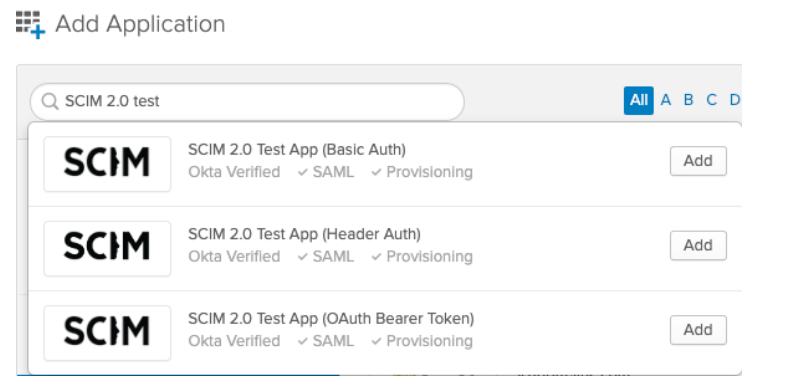 Add Application
SCIM 2.0 test
All A B C D
SCIM
SCIM 2.0 Test App (Basic Auth)
Okta Verified ✓ SAML ✓ Provisioning
Add
SCIM
SCIM 2.0 Test App (Header Auth)
Okta Verified ✓ SAML ✓ Provisioning
Add
SCIM
SCIM 2.0 Test App (OAuth Bearer Token)
Okta Verified ✓ SAML ✓ Provisioning
Add